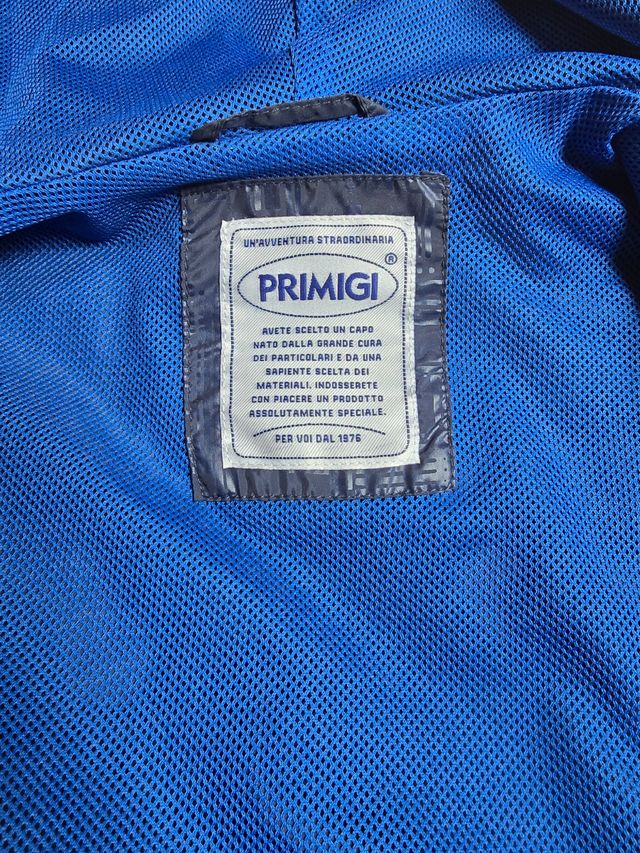 UN'AVVENTURA STRAORDINARIA
PRIMIGI ®
AVETE SCELTO UN CAPO
NATO DALLA GRANDE CURA
DEI PARTICOLARI E DA UNA
SAPIENTE SCELTA DEI
MATERIALI. INDOSSERETE
CON PIACERE UN PRODOTTO
ASSOLUTAMENTE SPECIALE.
PER VOI DAL 1976